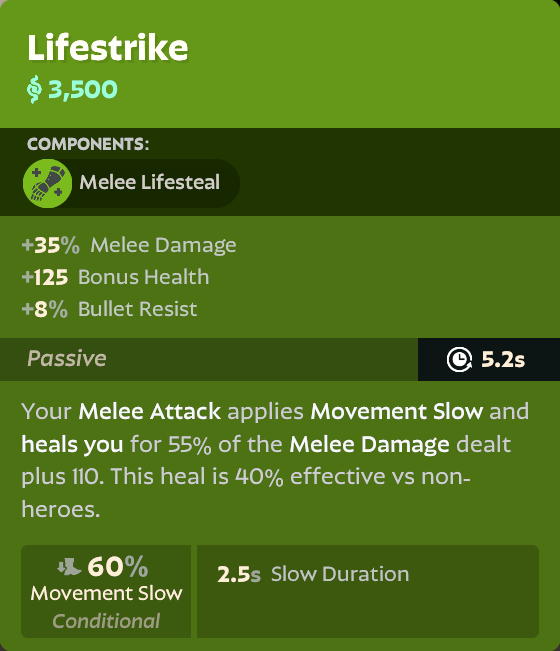 Lifestrike
3,500
COMPONENTS:
Melee Lifesteal
+35% Melee Damage
+125 Bonus Health
+8% Bullet Resist
Passive 5.2s
Your Melee Attack applies Movement Slow and
heals you for 55% of the Melee Damage dealt
plus 110. This heal is 40% effective vs non-
heroes.
60%
Movement Slow
Conditional
2.5s Slow Duration